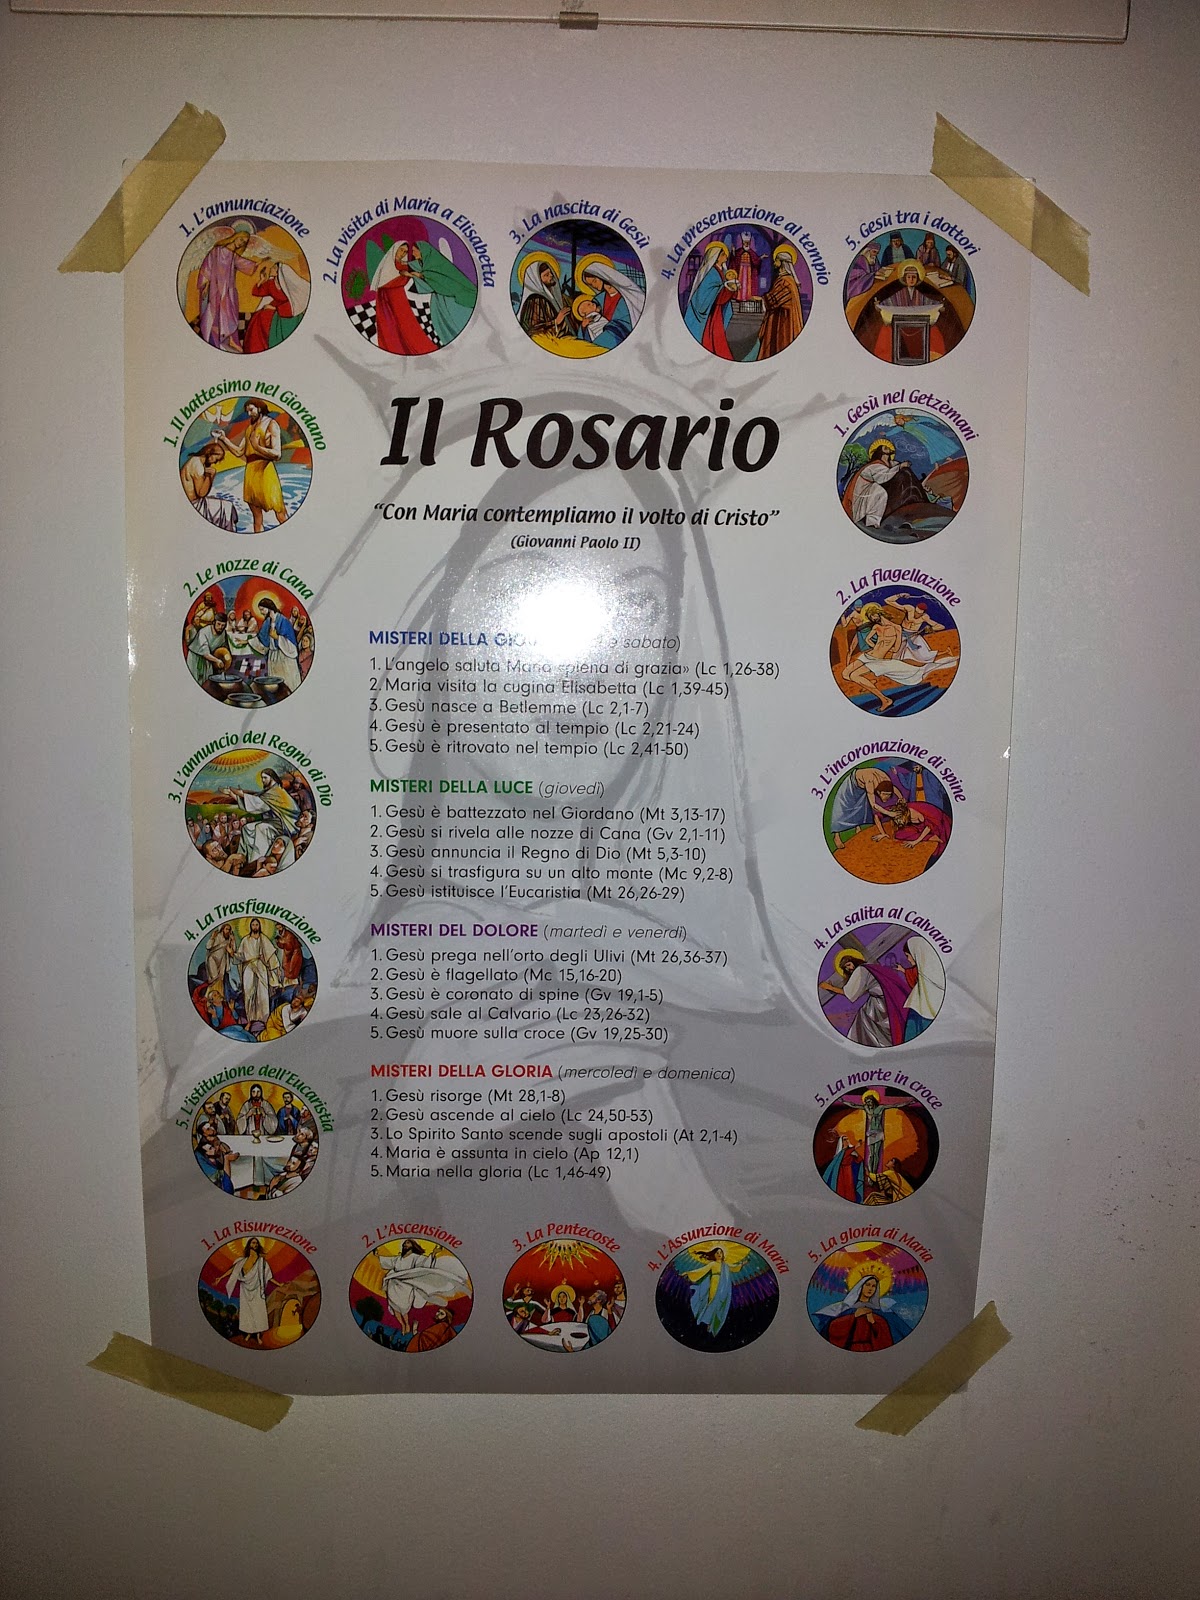 1. L'annunciazione
2. La visita di Maria a Elisabetta
3. La nascita di Gesù
4. La presentazione al tempio
5. Gesù tra i dottori
1. Il battesimo nel Giordano
2. Le nozze di Cana
3. L'annuncio del Regno di Dio
4. La Trasfigurazione
5. L'istituzione dell'Eucaristia
Il Rosario
“Con Maria contempliamo il volto di Cristo”
(Giovanni Paolo II)
MISTERI DELLA e sabato)
1. L'angelo saluta Maria «piena di grazia» (Lc 1,26-38)
2. Maria visita la cugina Elisabetta (Lc 1,39-45)
3. Gesù nasce a Betlemme (Lc 2,1-7)
4. Gesù è presentato al tempio (Lc 2,21-24)
5. Gesù è ritrovato nel tempio (Lc 2,41-50)
MISTERI DELLA LUCE (giovedì)
1. Gesù è battezzato nel Giordano (Mt 3,13-17)
2. Gesù si rivela alle nozze di Cana (Gv 2,1-11)
3. Gesù annuncia il Regno di Dio (Mt 5,3-10)
4. Gesù si trasfigura su un alto monte (Mc 9,2-8)
5. Gesù istituisce l'Eucaristia (Mt 26,26-29)
MISTERI DEL DOLORE (martedì e venerdì)
1. Gesù prega nell'orto degli Ulivi (Mt 26,36-37)
2. Gesù è flagellato (Mc 15,16-20)
3. Gesù è coronato di spine (Gv 19,1-5)
4. Gesù sale al Calvario (Lc 23,26-32)
5. Gesù muore sulla croce (Gv 19,25-30)
MISTERI DELLA GLORIA (mercoledì e domenica)
1. Gesù risorge (Mt 28,1-8)
2. Gesù ascende al cielo (Lc 24,50-53)
3. Lo Spirito Santo scende sugli apostoli (At 2,1-4)
4. Maria è assunta in cielo (Ap 12,1)
5. Maria nella gloria (Lc 1,46-49)
1. Gesù nel Getzèmani
2. La flagellazione
3. L'incoronazione di spine
4. La salita al Calvario
5. La morte in croce
1. La Risurrezione
2. L'Ascensione
3. La Pentecoste
4. L'Assunzione di Maria
5. La gloria di Maria